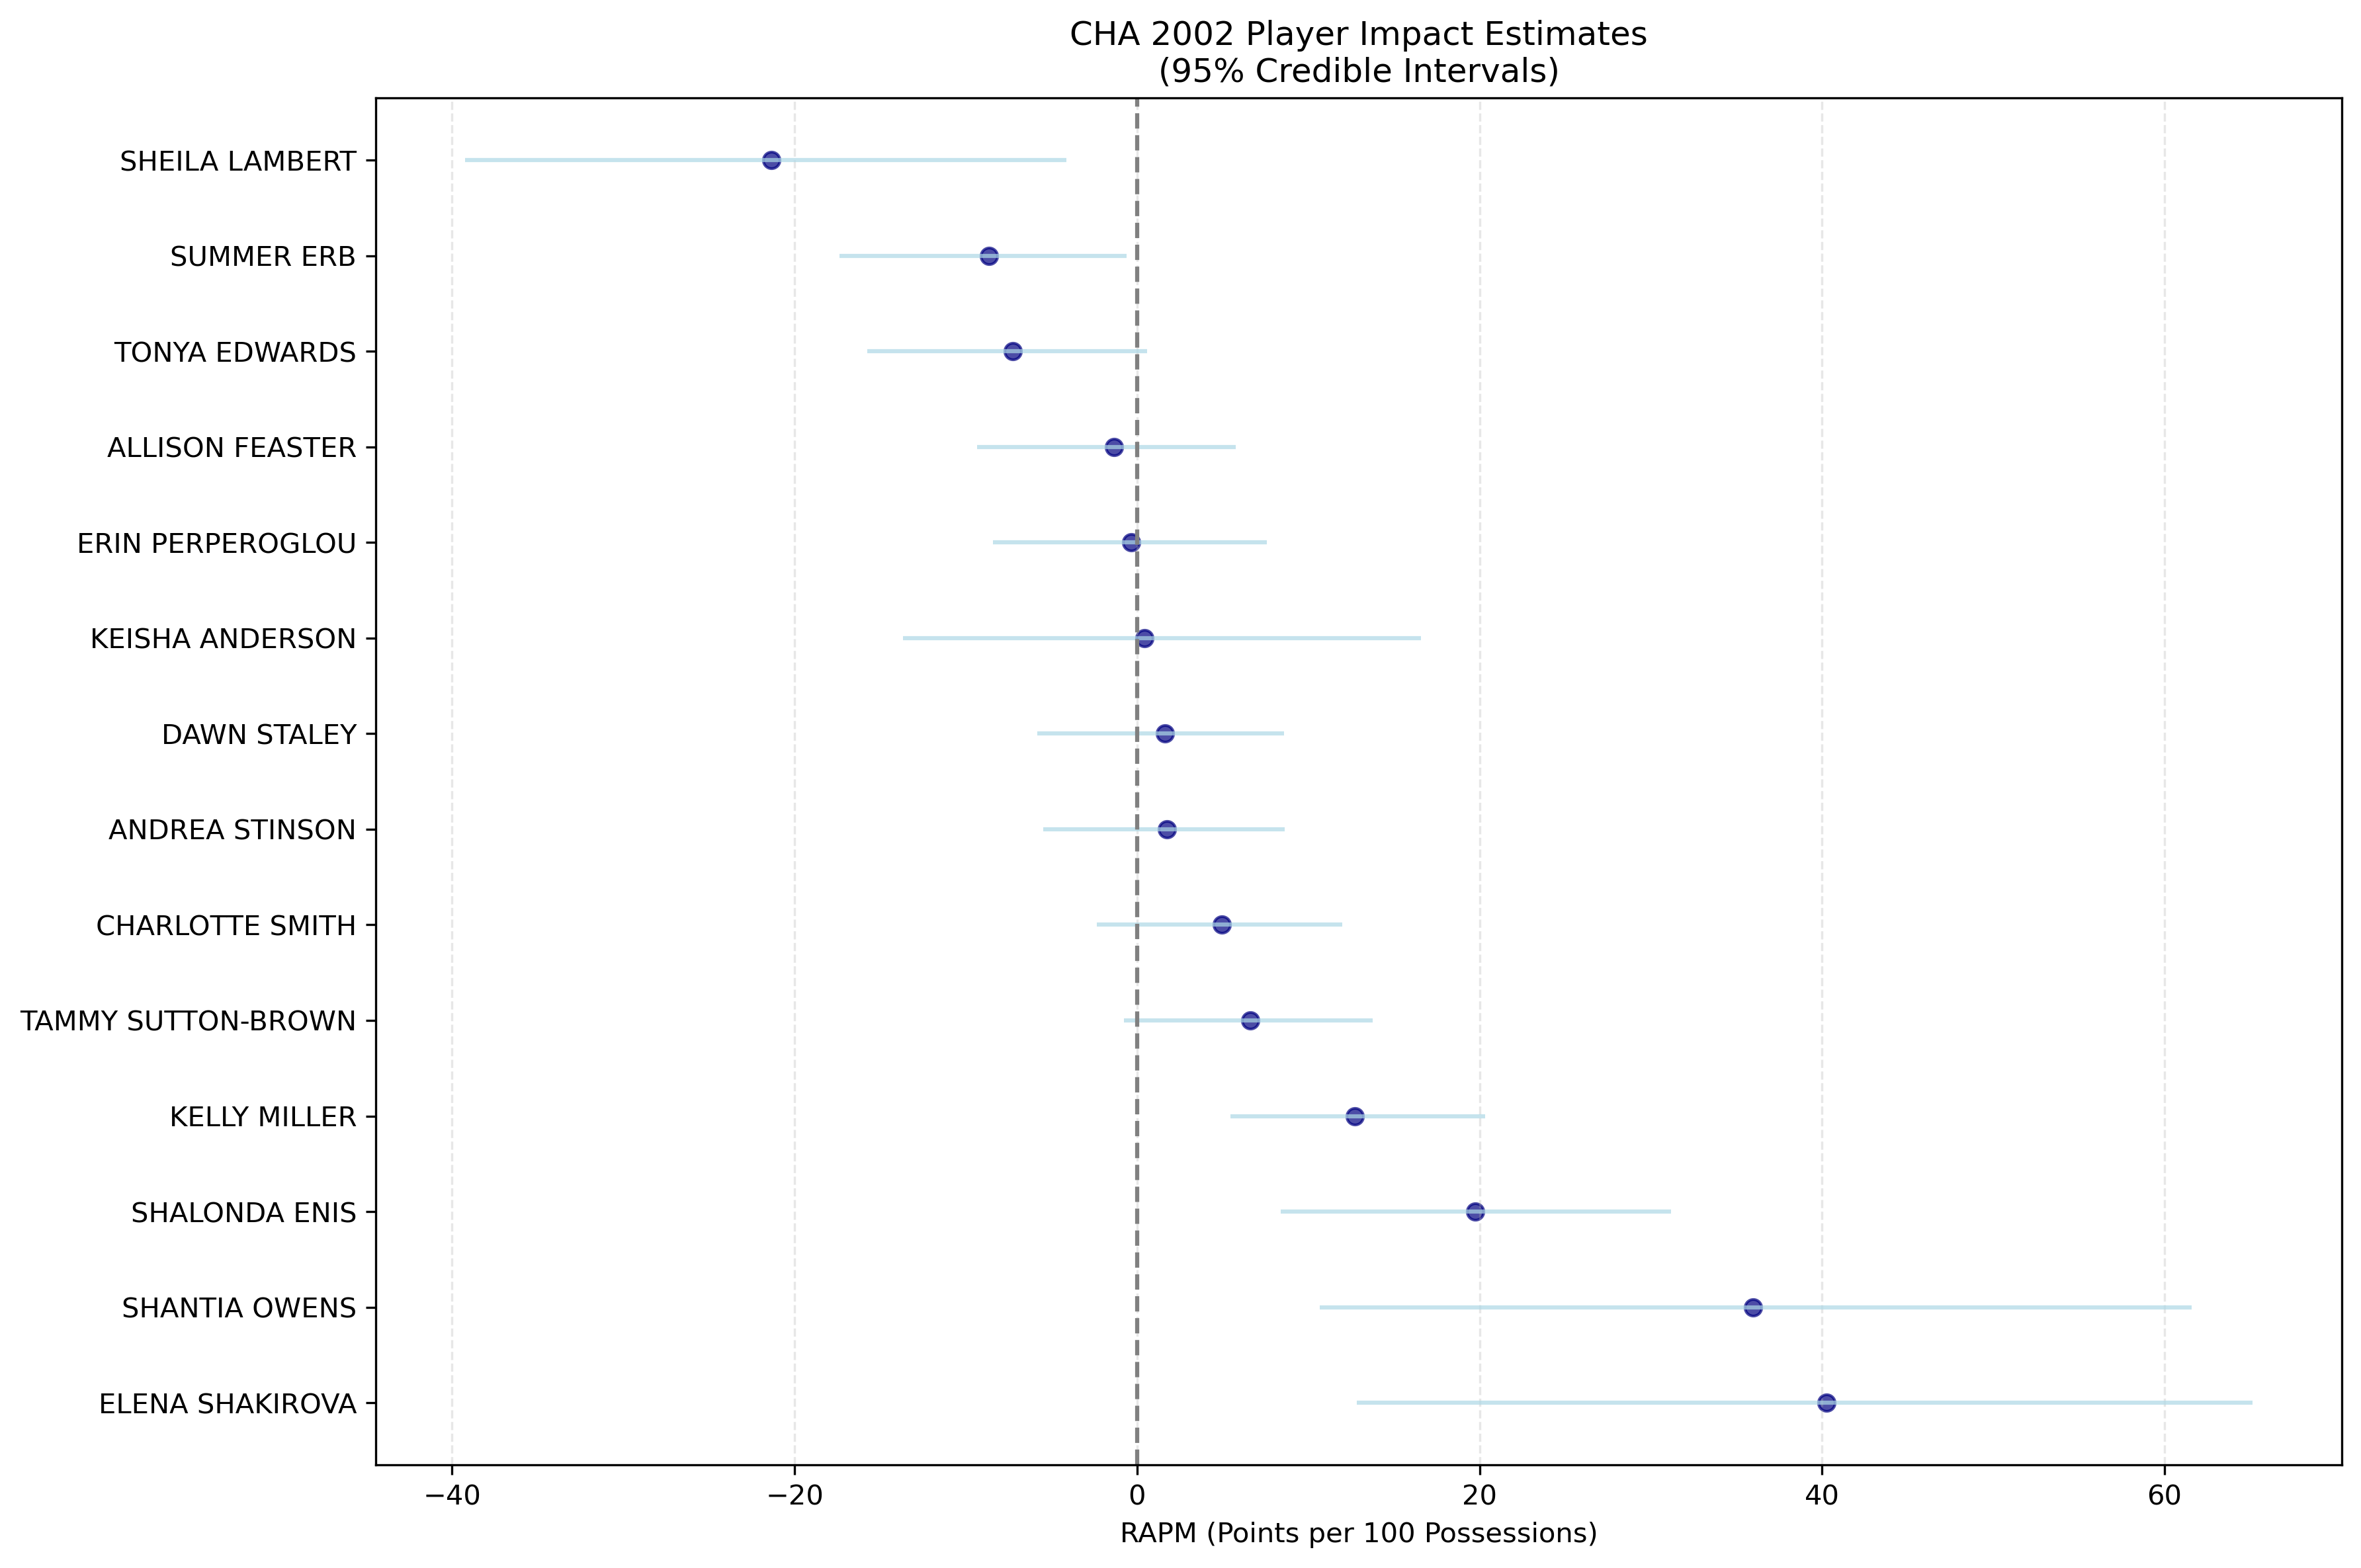 CHA 2002 Player Impact Estimates
(95% Credible Intervals)
SHEILA LAMBERT
SUMMER ERB
TONYA EDWARDS
ALLISON FEASTER
ERIN PERPEROGLOU
KEISHA ANDERSON
DAWN STALEY
ANDREA STINSON
CHARLOTTE SMITH
TAMMY SUTTON-BROWN
KELLY MILLER
SHALONDA ENIS
SHANTIA OWENS
ELENA SHAKIROVA
−40 −20 0 20 40 60
RAPM (Points per 100 Possessions)